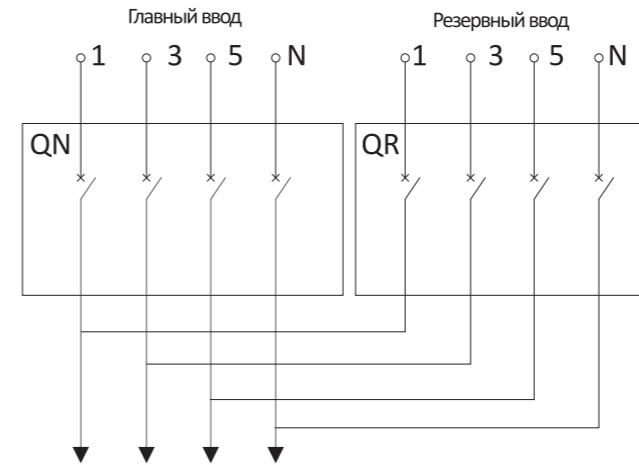 Главный ввод
Резервный ввод
1 3 5 N
1 3 5 N
QN
QR